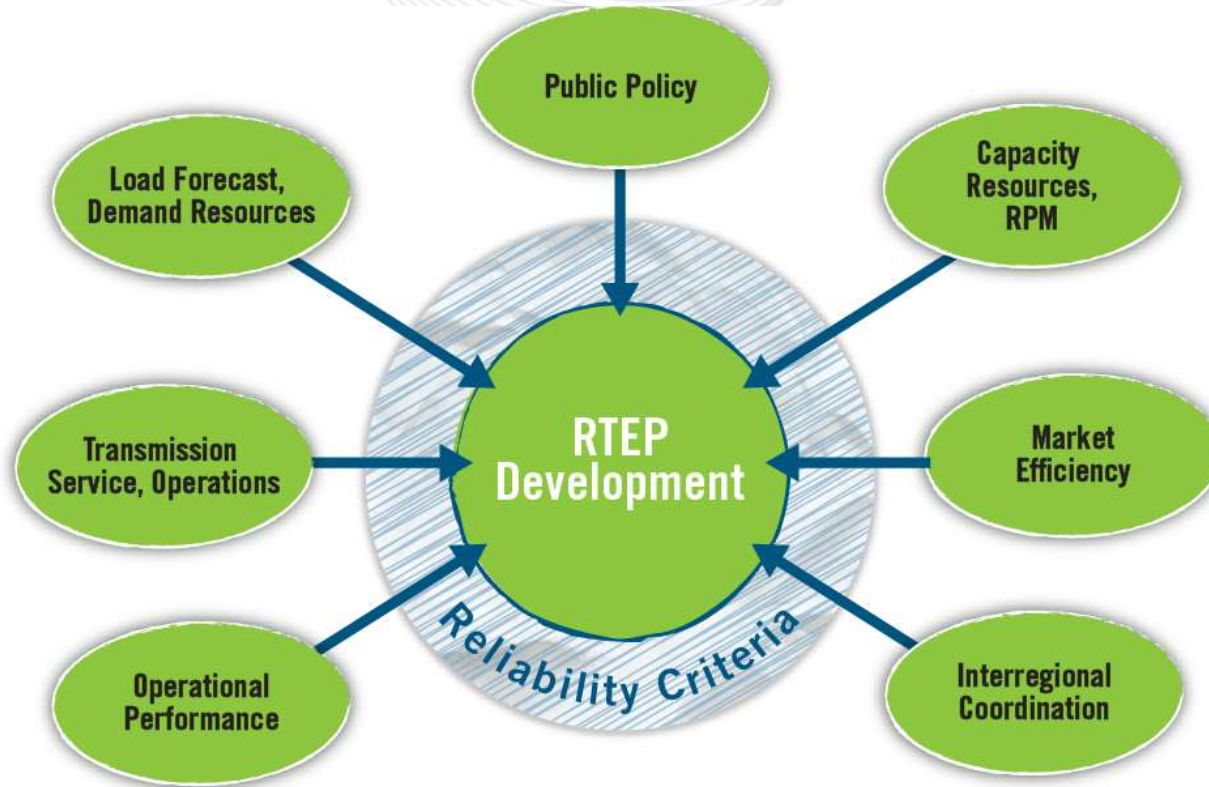 Public Policy
Load Forecast,
Demand Resources
Capacity
Resources,
RPM
Transmission
Service, Operations
RTEP
Development
Market
Efficiency
Operational
Performance
Reliability Criteria
Interregional
Coordination